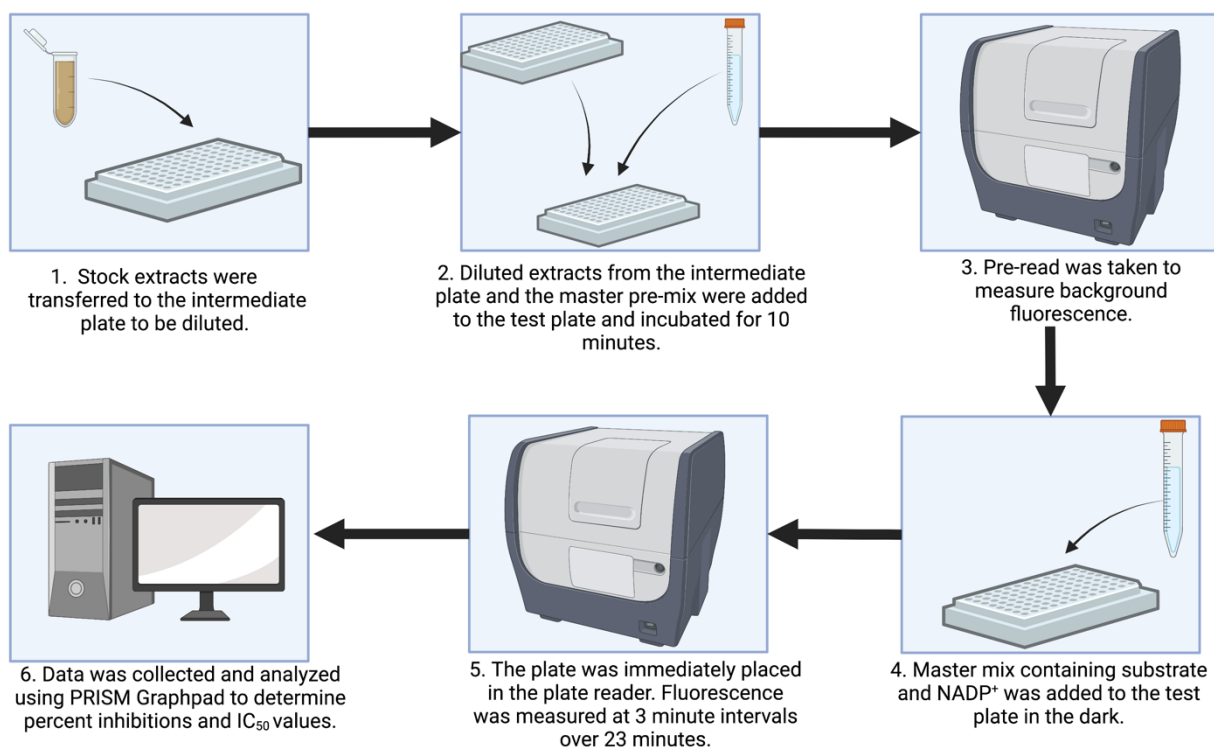 1. Stock extracts were
transferred to the intermediate
plate to be diluted.
2. Diluted extracts from the intermediate
plate and the master pre-mix were added
to the test plate and incubated for 10
minutes.
3. Pre-read was taken to
measure background
fluorescence.
4. Master mix containing substrate
and NADP⁺ was added to the test
plate in the dark.
5. The plate was immediately placed
in the plate reader. Fluorescence
was measured at 3 minute intervals
over 23 minutes.
6. Data was collected and analyzed
using PRISM Graphpad to determine
percent inhibitions and IC₅₀ values.